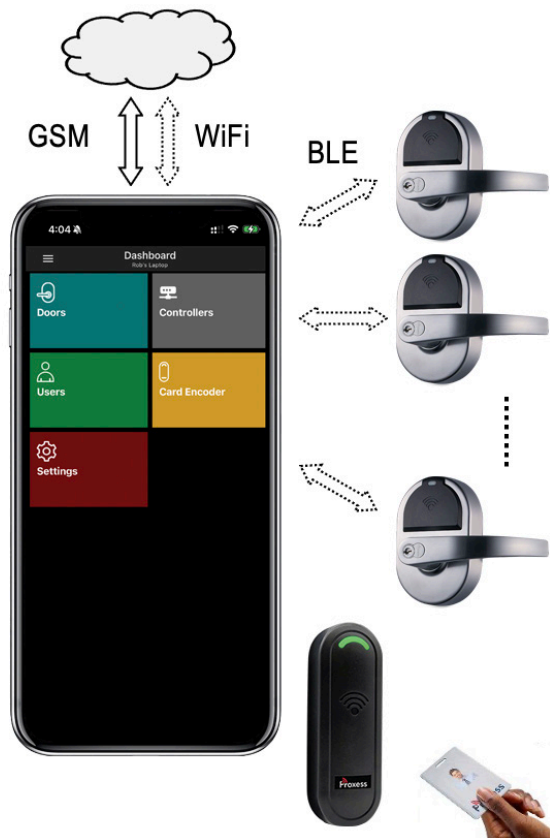 GSM
WiFi
BLE
4:04
Dashboard
Rob's Laptop
Doors
Controllers
Users
Card Encoder
Settings
Proxess